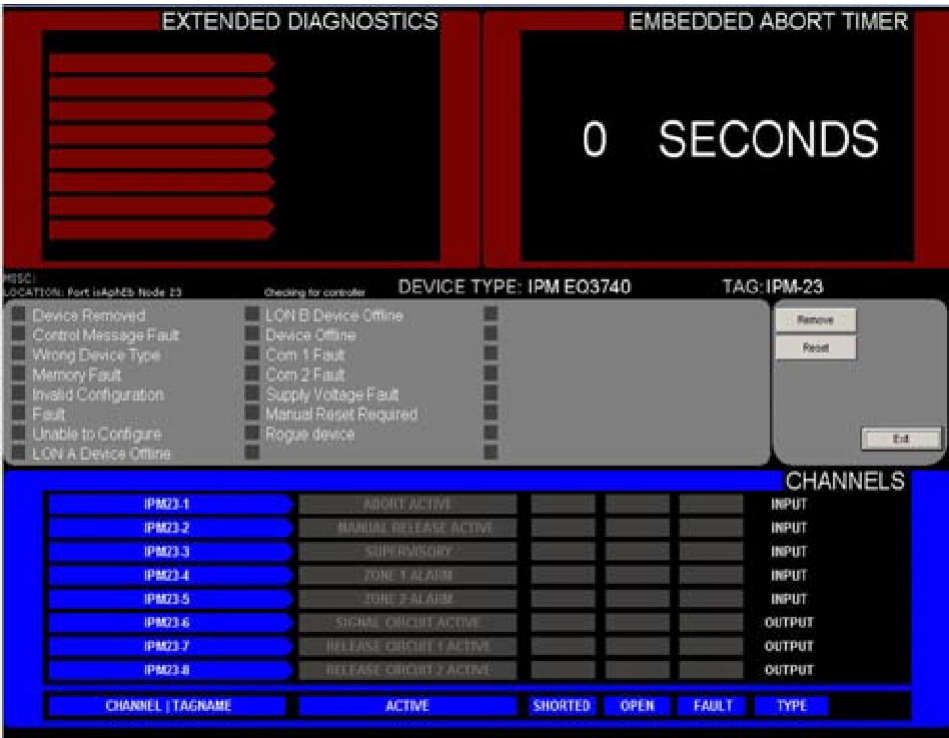 EXTENDED DIAGNOSTICS
EMBEDDED ABORT TIMER
0 SECONDS
MISC:
LOCATION: Port isAphEb Node 23
Checking for controller
DEVICE TYPE: IPM EQ3740
TAG: IPM-23
Device Removed
Control Message Fault
Wrong Device Type
Memory Fault
Invalid Configuration
Fault
Unable to Configure
LON A Device Offline
LON B Device Offline
Device Offline
Com 1 Fault
Com 2 Fault
Supply Voltage Fault
Manual Reset Required
Rogue device
Remove
Reset
Exit
CHANNELS
IPM23-1 ABORT ACTIVE INPUT
IPM23-2 MANUAL RELEASE ACTIVE INPUT
IPM23-3 SUPERVISORY INPUT
IPM23-4 ZONE 1 ALARM INPUT
IPM23-5 ZONE 2 ALARM INPUT
IPM23-6 SIGNAL CIRCUIT ACTIVE OUTPUT
IPM23-7 RELEASE CIRCUIT 1 ACTIVE OUTPUT
IPM23-8 RELEASE CIRCUIT 2 ACTIVE OUTPUT
CHANNEL | TAGNAME ACTIVE SHORTED OPEN FAULT TYPE